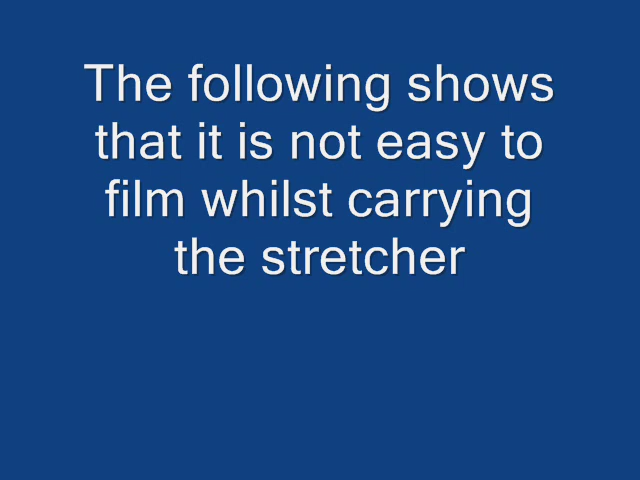 The following shows
that it is not easy to
film whilst carrying
the stretcher